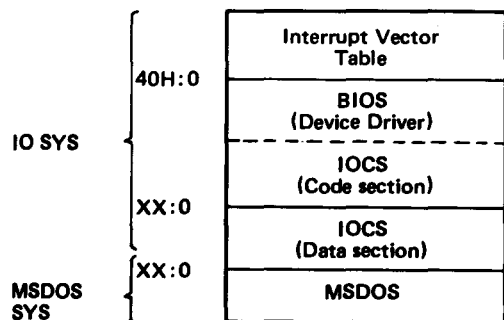 Interrupt Vector
Table
40H:0
BIOS
(Device Driver)
IO SYS
IOCS
(Code section)
XX:0
IOCS
(Data section)
XX:0
MSDOS
SYS
MSDOS